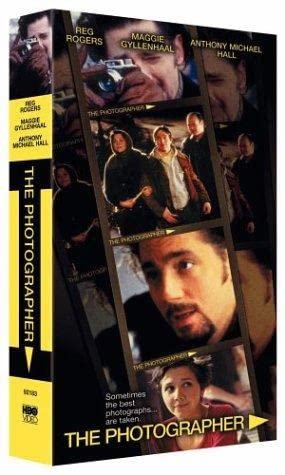 REG
ROGERS
MAGGIE
GYLLENHAAL
ANTHONY MICHAEL
HALL
REG
ROGERS
MAGGIE
GYLLENHAAL
ANTHONY
MICHAEL HALL
THE PHOTOGRAPHER
THE PHOTOGRAPHER
THE PHOTOGRAPHER
THE PHOTOGRAPHER
Sometimes
the best
photographs...
are taken.
THE PHOTOGRAPHER
HBO
VIDEO